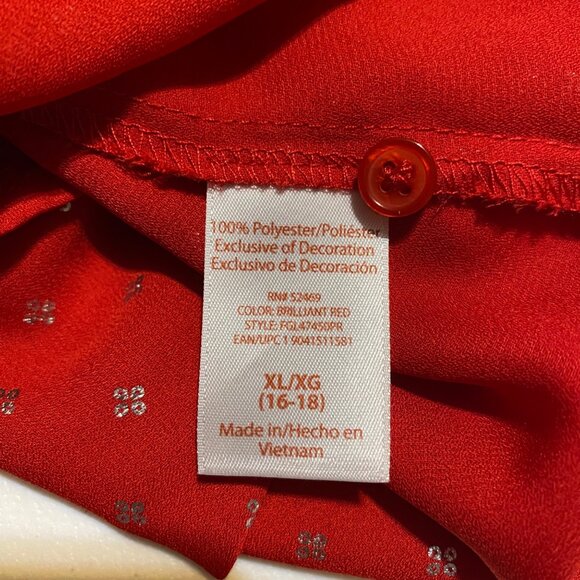 100% Polyester/Poliéster
Exclusive of Decoration
Exclusivo de Decoración
RN# 52469
COLOR: BRILLIANT RED
STYLE: FGL47450PR
EAN/UPC 1 9041511581
XL/XG
(16-18)
Made in/Hecho en
Vietnam